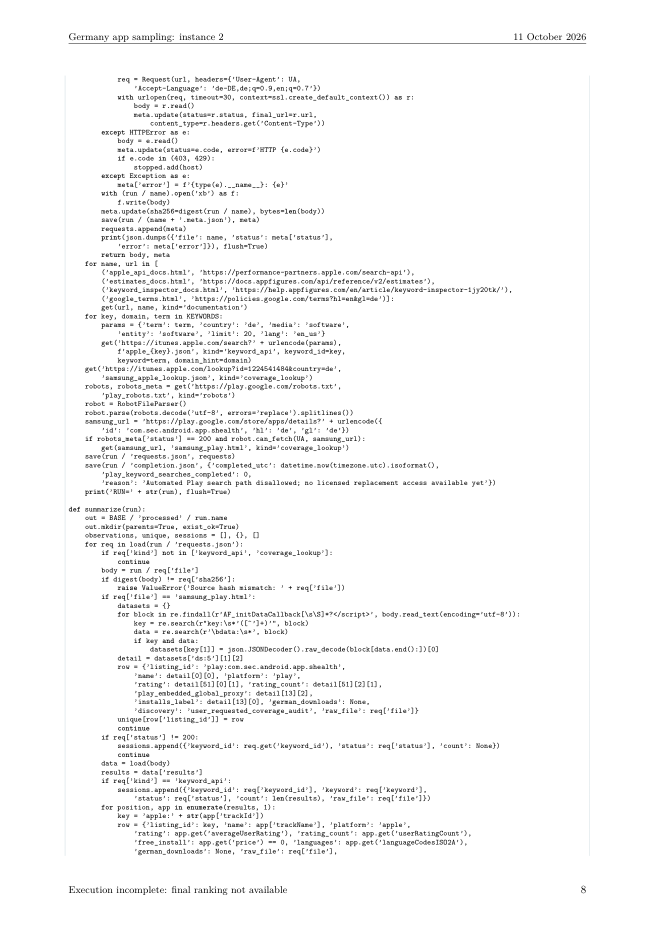 Germany app sampling: instance 2
11 October 2026
req = Request(url, headers={'User-Agent': UA,
'Accept-Language': 'de-DE,de;q=0.9,en;q=0.7'})
with urlopen(req, timeout=30, context=ssl.create_default_context()) as r:
body = r.read()
meta.update(status=r.status, final_url=r.url,
content_type=r.headers.get('Content-Type'))
except HTTPError as e:
body = e.read()
meta.update(status=e.code, error=f'HTTP {e.code}')
if e.code in (403, 429):
stopped.add(host)
except Exception as e:
meta['error'] = f'{type(e).__name__}: {e}'
with (run / name).open('xb') as f:
f.write(body)
meta.update(sha256=digest(run / name), bytes=len(body))
save(run / (name + '.meta.json'), meta)
requests.append(meta)
print(json.dumps({'file': name, 'status': meta['status'],
'error': meta['error']}), flush=True)
return body, meta
for name, url in [
('apple_api_docs.html', 'https://performance-partners.apple.com/search-api'),
('estimates_docs.html', 'https://docs.appfigures.com/api/reference/v2/estimates'),
('keyword_inspector_docs.html', 'https://help.appfigures.com/en/article/keyword-inspector-1jy20tk/'),
('google_terms.html', 'https://policies.google.com/terms?hl=en&gl=de')]:
get(url, name, kind='documentation')
for key, domain, term in KEYWORDS:
params = {'term': term, 'country': 'de', 'media': 'software',
'entity': 'software', 'limit': 20, 'lang': 'en_us'}
get('https://itunes.apple.com/search?' + urlencode(params),
f'apple_{key}.json', kind='keyword_api', keyword_id=key,
keyword=term, domain_hint=domain)
get('https://itunes.apple.com/lookup?id=1224541484&country=de',
'samsung_apple_lookup.json', kind='coverage_lookup')
robots, robots_meta = get('https://play.google.com/robots.txt',
'play_robots.txt', kind='robots')
robot = RobotFileParser()
robot.parse(robots.decode('utf-8', errors='replace').splitlines())
samsung_url = 'https://play.google.com/store/apps/details?' + urlencode({
'id': 'com.sec.android.app.shealth', 'hl': 'de', 'gl': 'de'})
if robots_meta['status'] == 200 and robot.can_fetch(UA, samsung_url):
get(samsung_url, 'samsung_play.html', kind='coverage_lookup')
save(run / 'requests.json', requests)
save(run / 'completion.json', {'completed_utc': datetime.now(timezone.utc).isoformat(),
'play_keyword_searches_completed': 0,
'reason': 'Automated Play search path disallowed; no licensed replacement access available yet'})
print('RUN=' + str(run), flush=True)
def summarize(run):
out = BASE / 'processed' / run.name
out.mkdir(parents=True, exist_ok=True)
observations, unique, sessions = [], {}, []
for req in load(run / 'requests.json'):
if req['kind'] not in ['keyword_api', 'coverage_lookup']:
continue
body = run / req['file']
if digest(body) != req['sha256']:
raise ValueError('Source hash mismatch: ' + req['file'])
if req['file'] == 'samsung_play.html':
datasets = {}
for block in re.findall(r'AF_initDataCallback[\s\S]*?</script>', body.read_text(encoding='utf-8')):
key = re.search(r"key:\s*'([^']+)'", block)
data = re.search(r'\bdata:\s*', block)
if key and data:
datasets[key[1]] = json.JSONDecoder().raw_decode(block[data.end():])[0]
detail = datasets['ds:5'][1][2]
row = {'listing_id': 'play:com.sec.android.app.shealth',
'name': detail[0][0], 'platform': 'play',
'rating': detail[51][0][1], 'rating_count': detail[51][2][1],
'play_embedded_global_proxy': detail[13][2],
'installs_label': detail[13][0], 'german_downloads': None,
'discovery': 'user_requested_coverage_audit', 'raw_file': req['file']}
unique[row['listing_id']] = row
continue
if req['status'] != 200:
sessions.append({'keyword_id': req.get('keyword_id'), 'status': req['status'], 'count': None})
continue
data = load(body)
results = data['results']
if req['kind'] == 'keyword_api':
sessions.append({'keyword_id': req['keyword_id'], 'keyword': req['keyword'],
'status': req['status'], 'count': len(results), 'raw_file': req['file']})
for position, app in enumerate(results, 1):
key = 'apple:' + str(app['trackId'])
row = {'listing_id': key, 'name': app['trackName'], 'platform': 'apple',
'rating': app.get('averageUserRating'), 'rating_count': app.get('userRatingCount'),
'free_install': app.get('price') == 0, 'languages': app.get('languageCodesISO2A'),
'german_downloads': None, 'raw_file': req['file'],
Execution incomplete: final ranking not available
8